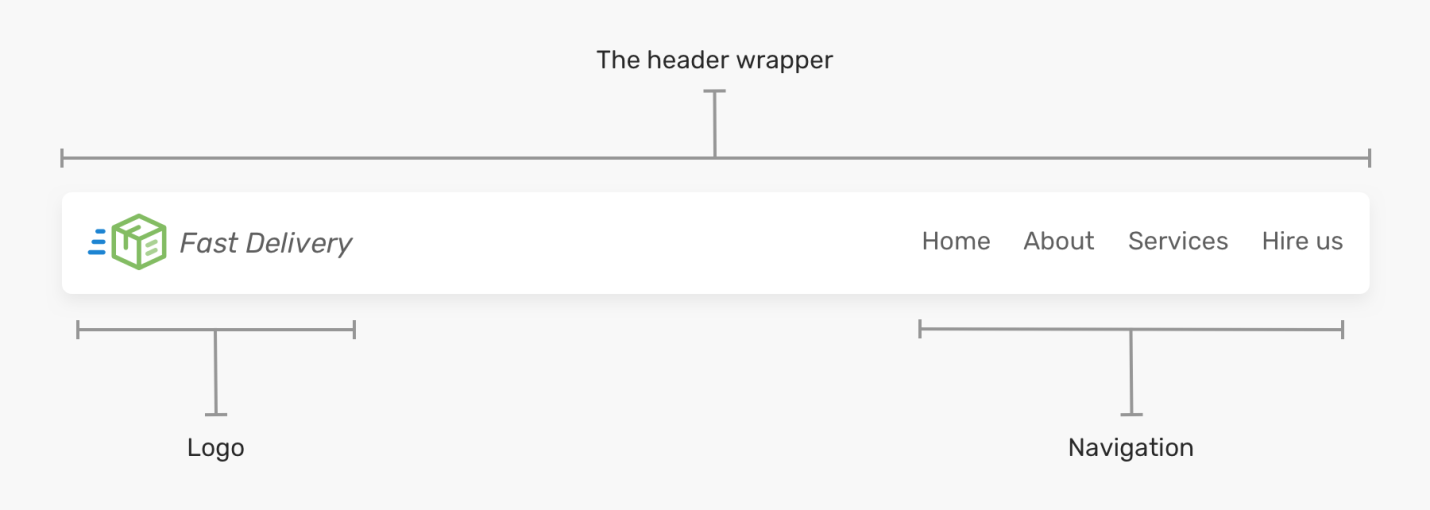 The header wrapper
Fast Delivery
Home About Services Hire us
Logo
Navigation